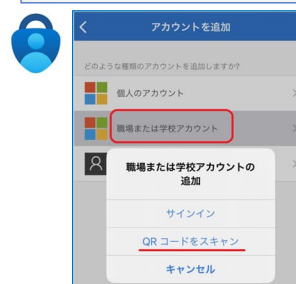 アカウントを追加
どのような種類のアカウントを追加しますか?
個人のアカウント
職場または学校アカウント
職場または学校アカウントの
追加
サインイン
QR コードをスキャン
キャンセル